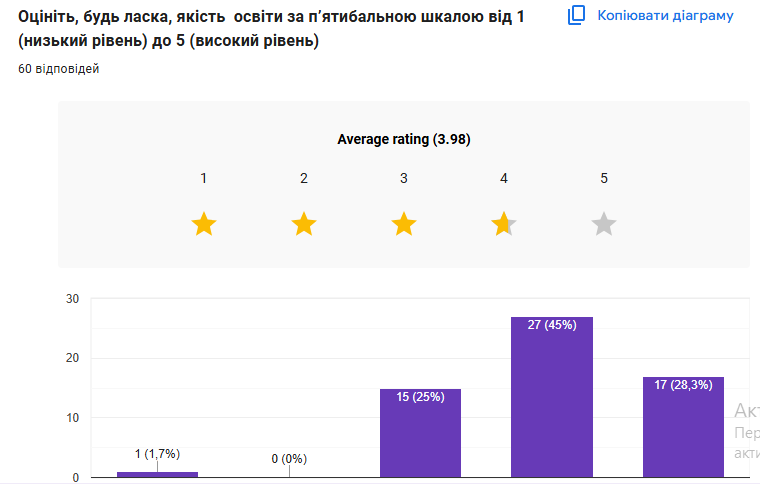 Оцініть, будь ласка, якість освіти за п’ятибальною шкалою від 1
(низький рівень) до 5 (високий рівень)
Копіювати діаграму
60 відповідей
Average rating (3.98)
1 2 3 4 5
30
20
10
0
1 (1,7%)
0 (0%)
15 (25%)
27 (45%)
17 (28,3%)
Акт
Пер
акти